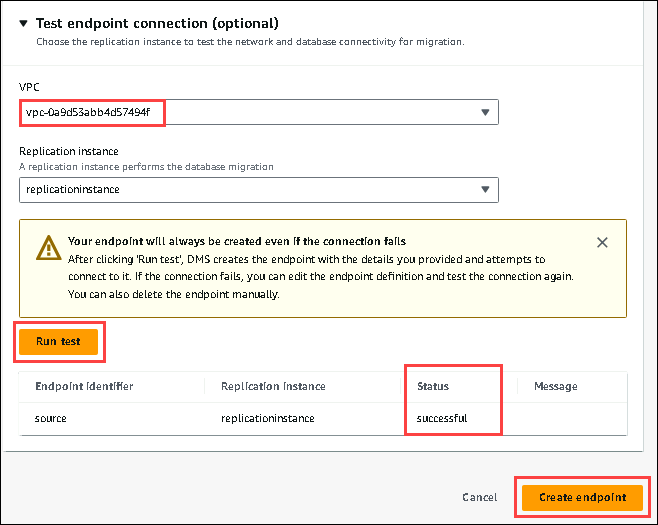 Test endpoint connection (optional)
Choose the replication instance to test the network and database connectivity for migration.
VPC
vpc-0a9d53abb4d57494f
Replication instance
A replication instance performs the database migration
replicationinstance
Your endpoint will always be created even if the connection fails
After clicking 'Run test', DMS creates the endpoint with the details you provided and attempts to
connect to it. If the connection fails, you can edit the endpoint definition and test the connection again.
You can also delete the endpoint manually.
Run test
Endpoint identifier Replication instance Status Message
source replicationinstance successful
Cancel Create endpoint